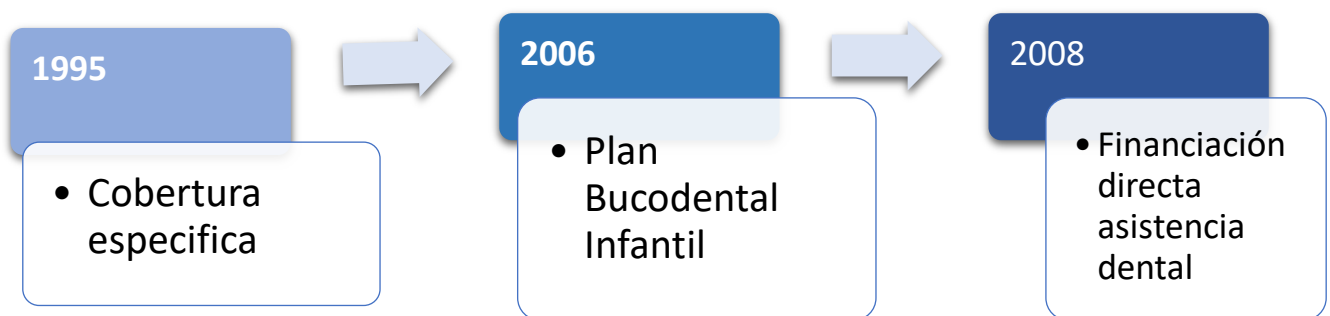 1995
• Cobertura
especifica
2006
• Plan
Bucodental
Infantil
2008
• Financiación
directa
asistencia
dental